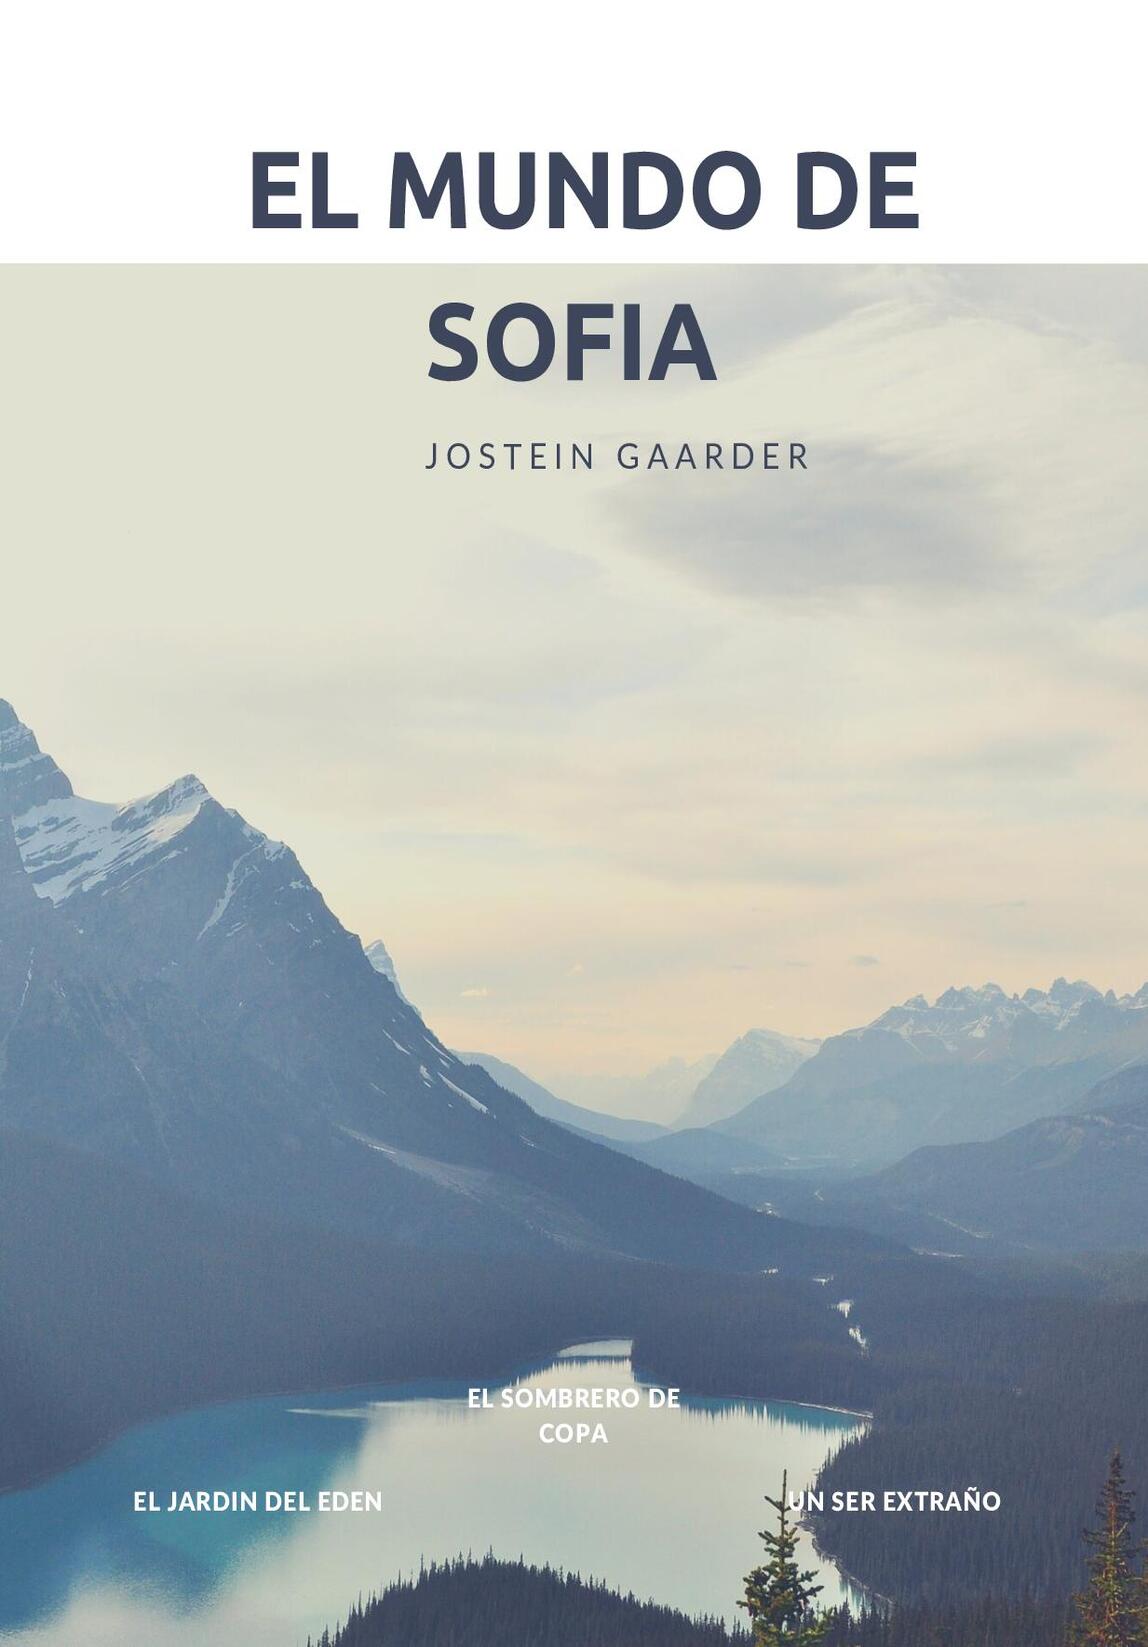 EL MUNDO DE
SOFIA
JOSTEIN GAARDER
EL SOMBRERO DE
COPA
EL JARDIN DEL EDEN
UN SER EXTRAÑO